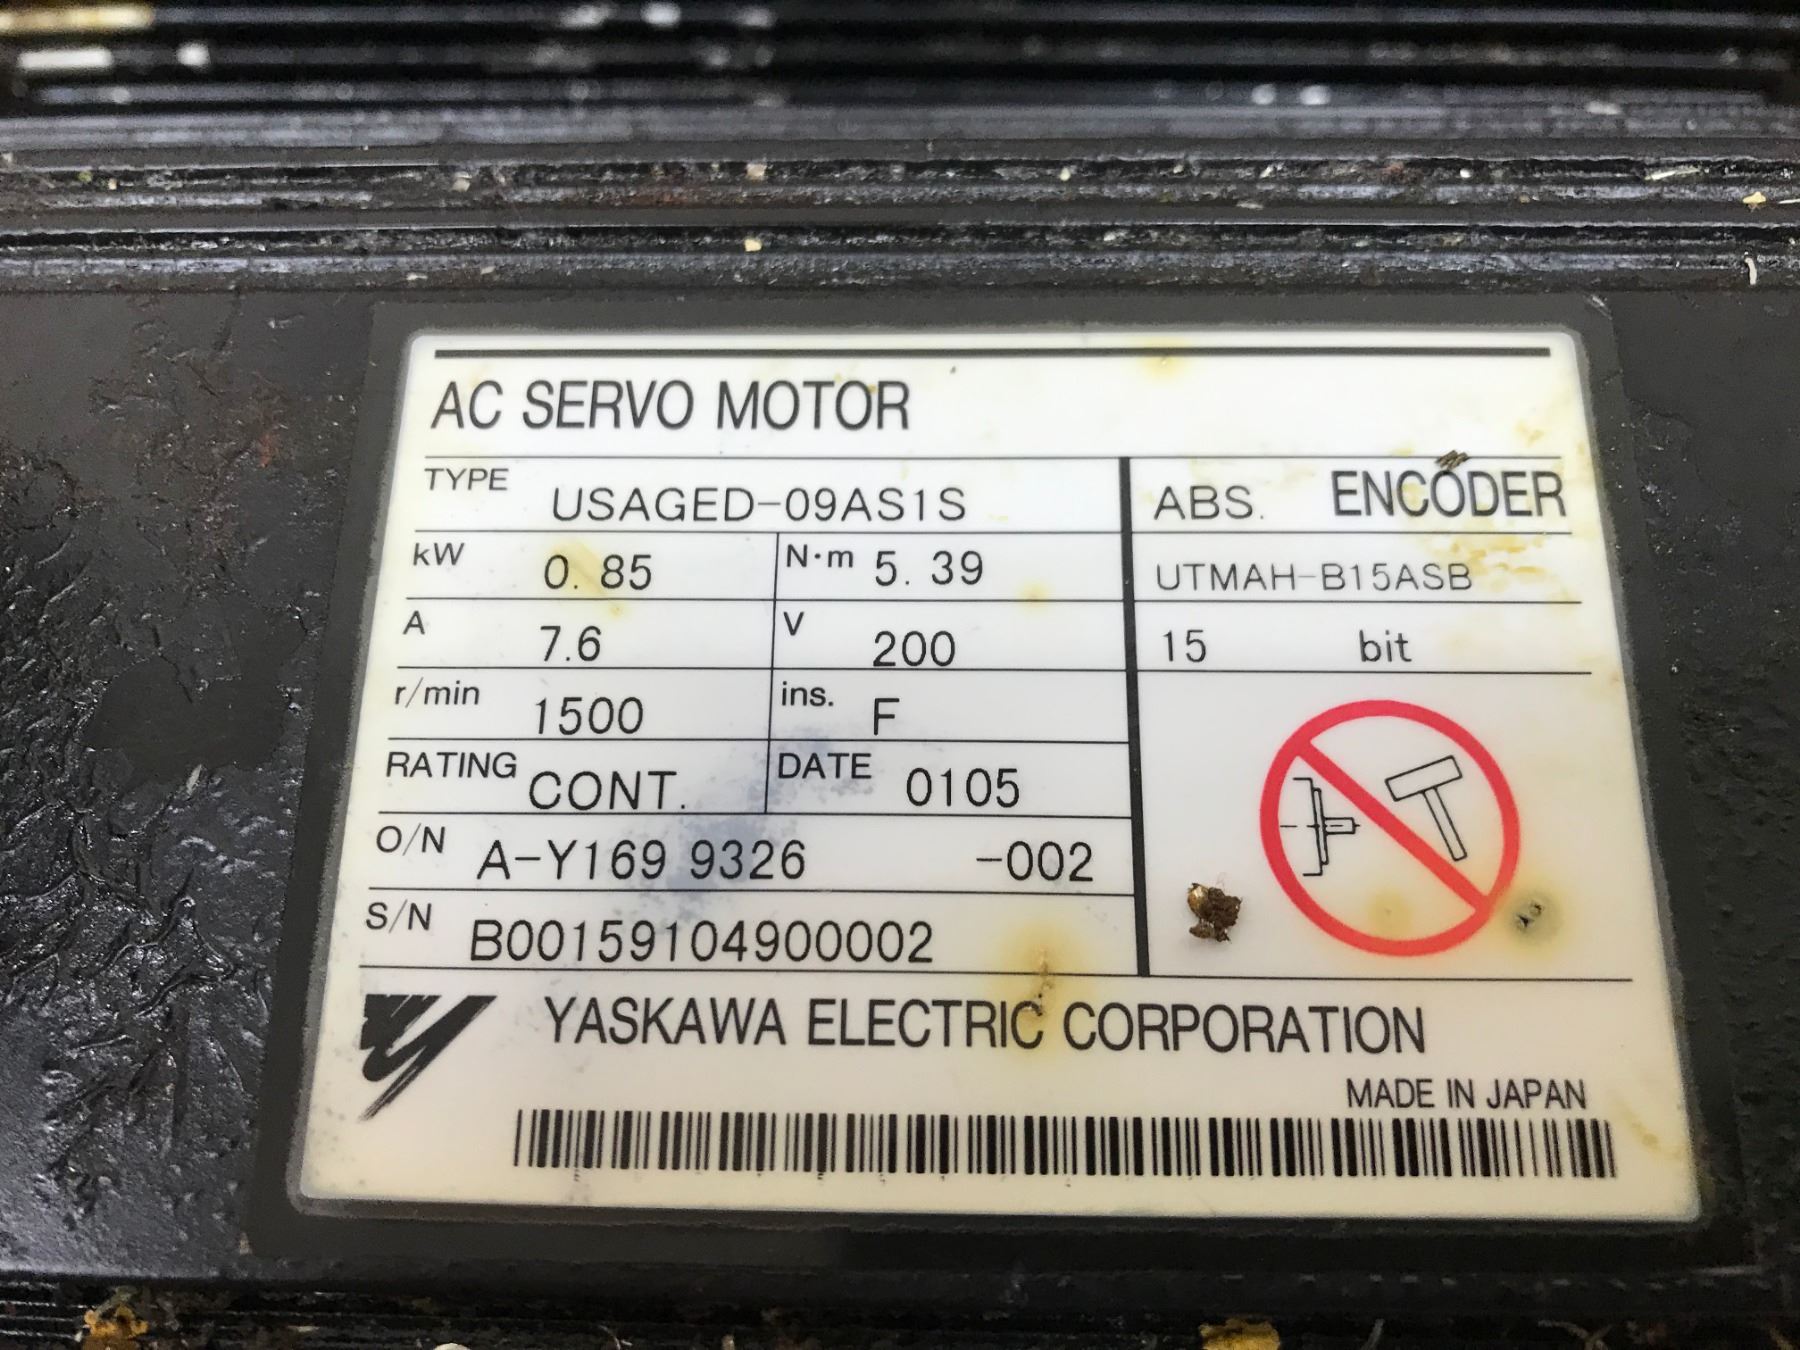 AC SERVO MOTOR
TYPE USAGED-09AS1S
ABS. ENCODER
kW 0. 85 N·m 5. 39
UTMAH-B15ASB
A 7.6 V 200
15 bit
r/min 1500 ins. F
RATING CONT. DATE 0105
O/N A-Y169 9326 -002
S/N B00159104900002
YASKAWA ELECTRIC CORPORATION
MADE IN JAPAN